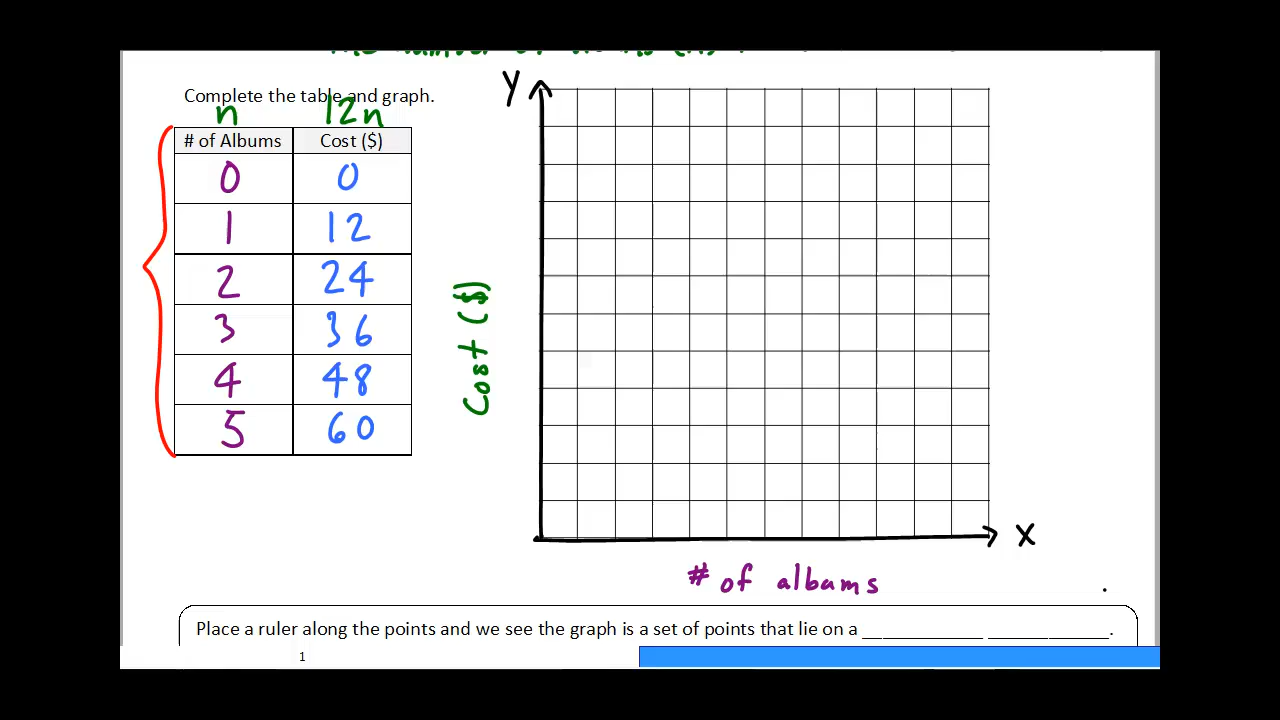 Complete the table and graph.
n 12n
# of Albums Cost ($)
0 0
1 12
2 24
3 36
4 48
5 60
Y
Cost ($)
X
# of albums
Place a ruler along the points and we see the graph is a set of points that lie on a ____________ ____________.
1